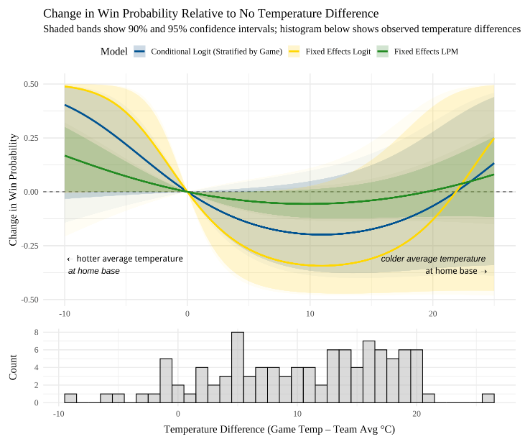 Change in Win Probability Relative to No Temperature Difference
Shaded bands show 90% and 95% confidence intervals; histogram below shows observed temperature differences
Model Conditional Logit (Stratified by Game) Fixed Effects Logit Fixed Effects LPM
Change in Win Probability
0.50
0.25
0.00
-0.25
-0.50
← hotter average temperature
at home base
colder average temperature
at home base →
-10 0 10 20
Count
8
6
4
2
0
-10 0 10 20
Temperature Difference (Game Temp – Team Avg °C)